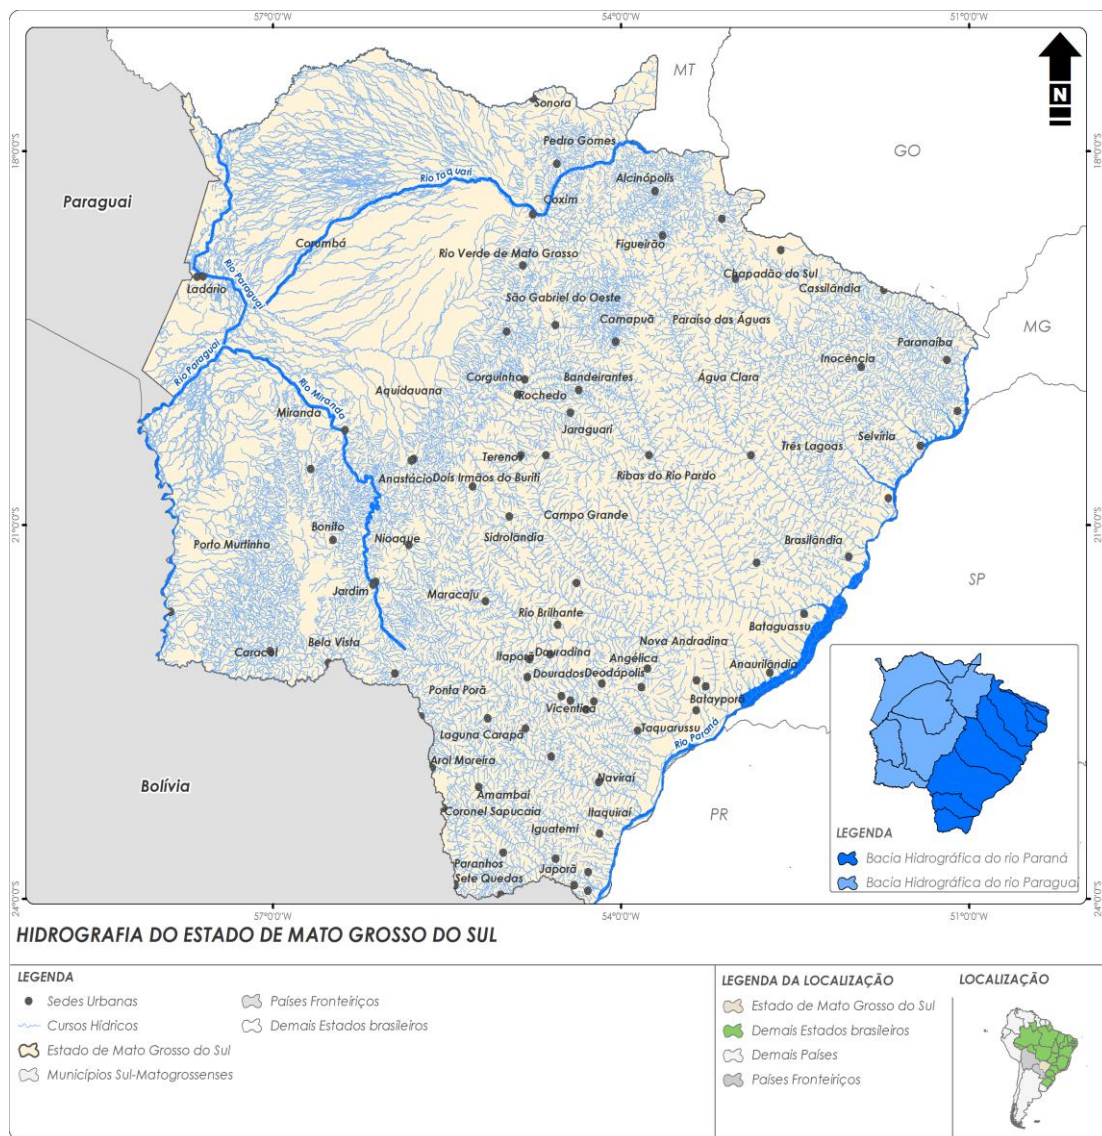 57°0'0"W
54°0'0"W
51°0'0"W
MT
N
Sonora
Pedro Gomes
18°0'0"S
18°0'0"S
GO
Rio Taquari
Alcinópolis
Paraguai
Coxim
Corumbá
Figueirão
Rio Verde de Mato Grosso
Rio Paraguai
Chapadão do Sul
Ladário
Cassilândia
São Gabriel do Oeste
Camapuã
Paraíso das Águas
MG
Paranaíba
Rio Paraguai
Inocência
Rio Miranda
Corguinho
Bandeirantes
Água Clara
Aquidauana
Rochedo
Miranda
Jaraguari
Selvíria
Três Lagoas
Terenos
Anastácio
Dois Irmãos do Buriti
Ribas do Rio Pardo
Campo Grande
21°0'0"S
21°0'0"S
Bonito
Nioaque
Sidrolândia
Brasilândia
Porto Murtinho
SP
Jardim
Maracaju
Rio Brilhante
Bataguassu
Bela Vista
Nova Andradina
Caracol
Itaporã
Douradina
Angélica
Anaurilândia
Dourados
Deodápolis
Ponta Porã
Batayporã
Vicentina
Laguna Carapã
Taquarussu
Rio Paraná
Aral Moreira
Bolívia
Naviraí
Amambai
Coronel Sapucaia
Itaquiraí
PR
Iguatemi
Paranhos
Japorã
Sete Quedas
LEGENDA
Bacia Hidrográfica do rio Paraná
Bacia Hidrográfica do rio Paraguai
24°0'0"S
57°0'0"W
54°0'0"W
51°0'0"W
HIDROGRAFIA DO ESTADO DE MATO GROSSO DO SUL
LEGENDA
Sedes Urbanas
Cursos Hídricos
Estado de Mato Grosso do Sul
Municípios Sul-Matogrossenses
Países Fronteiriços
Demais Estados brasileiros
LEGENDA DA LOCALIZAÇÃO
Estado de Mato Grosso do Sul
Demais Estados brasileiros
Demais Países
Países Fronteiriços
LOCALIZAÇÃO